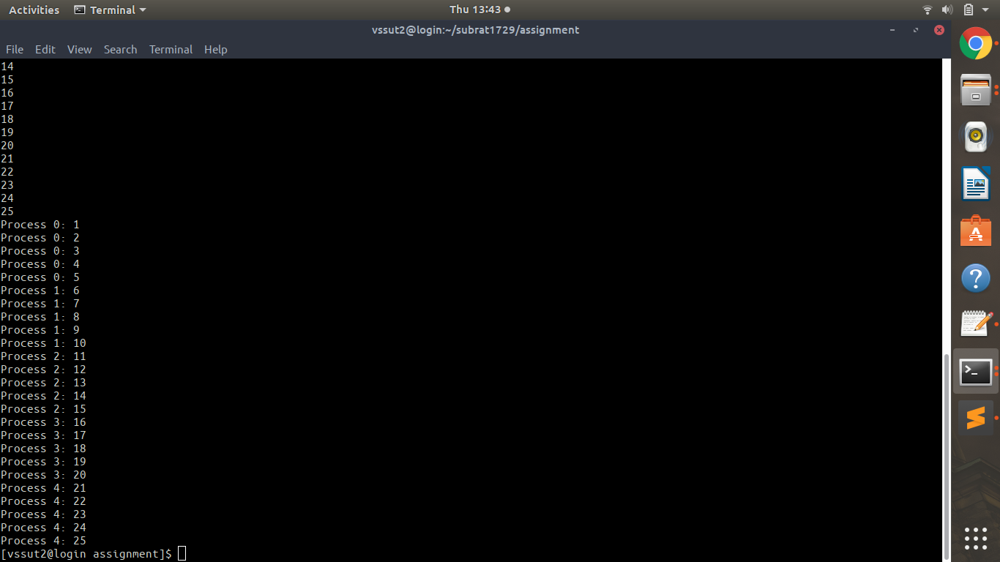 Activities Terminal Thu 13:43
vssut2@login:~/subrat1729/assignment
File Edit View Search Terminal Help
14
15
16
17
18
19
20
21
22
23
24
25
Process 0: 1
Process 0: 2
Process 0: 3
Process 0: 4
Process 0: 5
Process 1: 6
Process 1: 7
Process 1: 8
Process 1: 9
Process 1: 10
Process 2: 11
Process 2: 12
Process 2: 13
Process 2: 14
Process 2: 15
Process 3: 16
Process 3: 17
Process 3: 18
Process 3: 19
Process 3: 20
Process 4: 21
Process 4: 22
Process 4: 23
Process 4: 24
Process 4: 25
[vssut2@login assignment]$